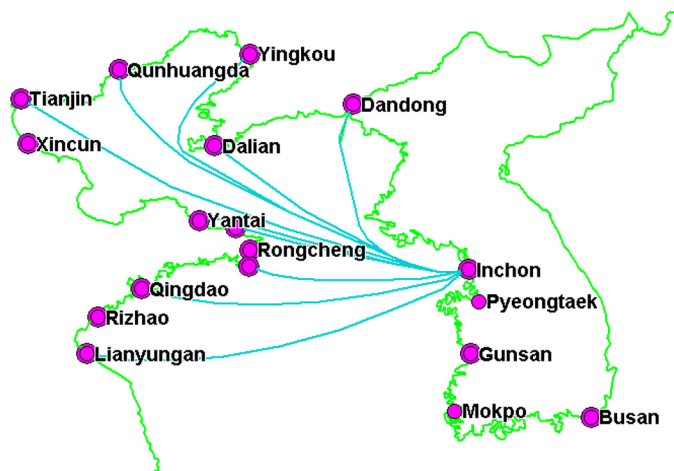 Yingkou
Qunhuangda
Tianjin
Dandong
Xincun
Dalian
Yantai
Rongcheng
Inchon
Qingdao
Pyeongtaek
Rizhao
Lianyungan
Gunsan
Mokpo
Busan